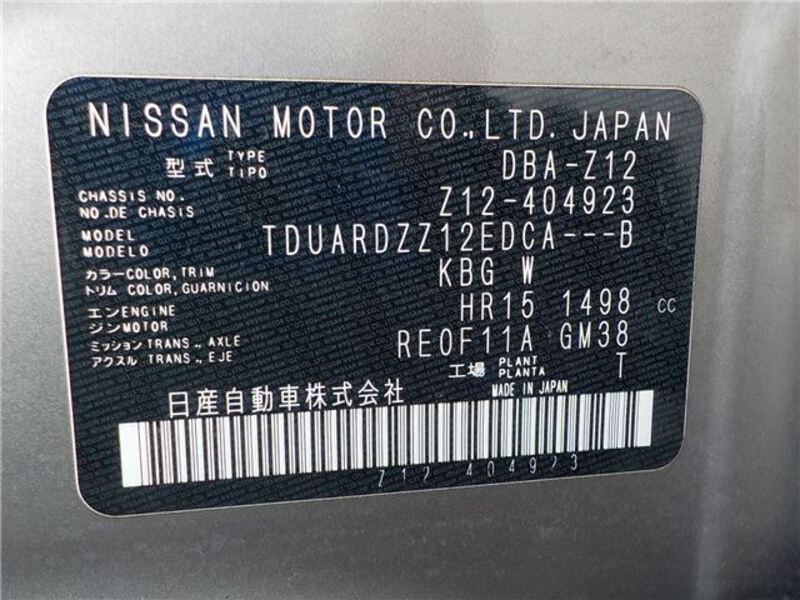 NISSAN MOTOR CO.,LTD. JAPAN
型式 TYPE TIPO DBA-Z12
CHASSIS NO. NO.DE CHASIS Z12-404923
MODEL MODELO TDUARDZZ12EDCA---B
カラー COLOR, TRIM トリム COLOR, GUARNICION KBG W
エンジン ENGINE MOTOR HR15 1498 CC
ミッション TRANS., AXLE アクスル TRANS., EJE RE0F11A GM38
工場 PLANT PLANTA T
日産自動車株式会社 MADE IN JAPAN
Z12 404923